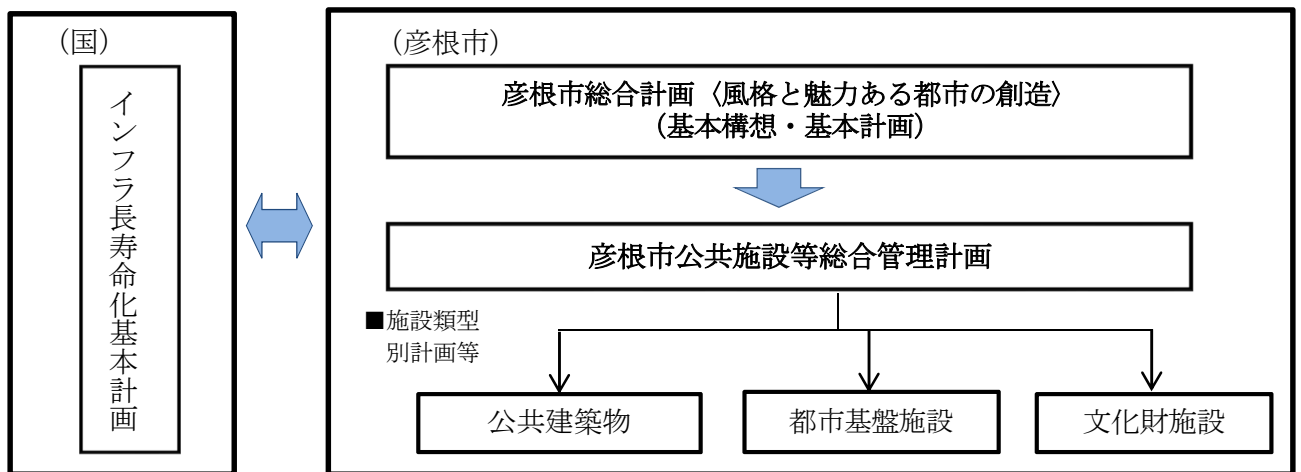 (国)
インフラ長寿命化基本計画
(彦根市)
彦根市総合計画〈風格と魅力ある都市の創造〉
(基本構想・基本計画)
彦根市公共施設等総合管理計画
■施設類型
別計画等
公共建築物
都市基盤施設
文化財施設